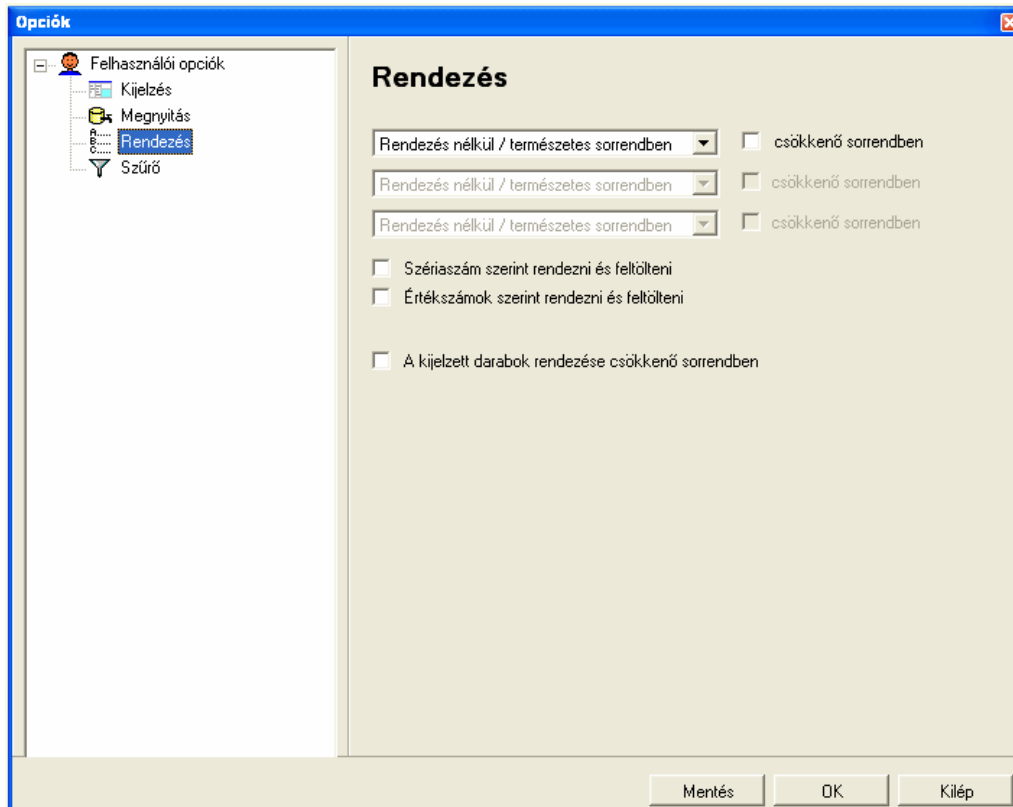 Opciók
Felhasználói opciók
Kijelzés
Megnyitás
Rendezés
Szűrő
Rendezés
Rendezés nélkül / természetes sorrendben csökkenő sorrendben
Rendezés nélkül / természetes sorrendben csökkenő sorrendben
Rendezés nélkül / természetes sorrendben csökkenő sorrendben
Szériaszám szerint rendezni és feltölteni
Értékszámok szerint rendezni és feltölteni
A kijelzett darabok rendezése csökkenő sorrendben
Mentés OK Kilép